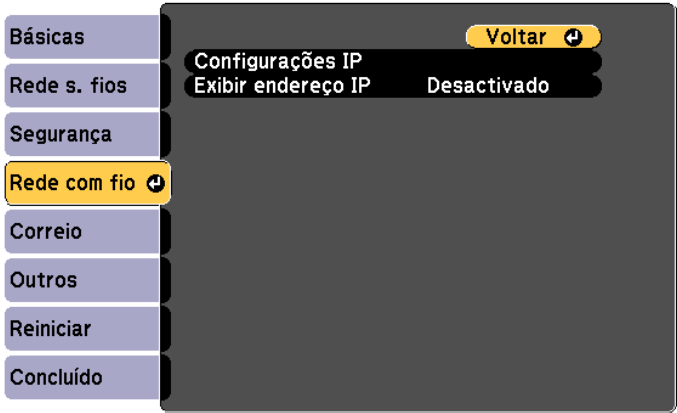 Básicas
Rede s. fios
Segurança
Rede com fio
Correio
Outros
Reiniciar
Concluído
Voltar
Configurações IP
Exibir endereço IP Desactivado